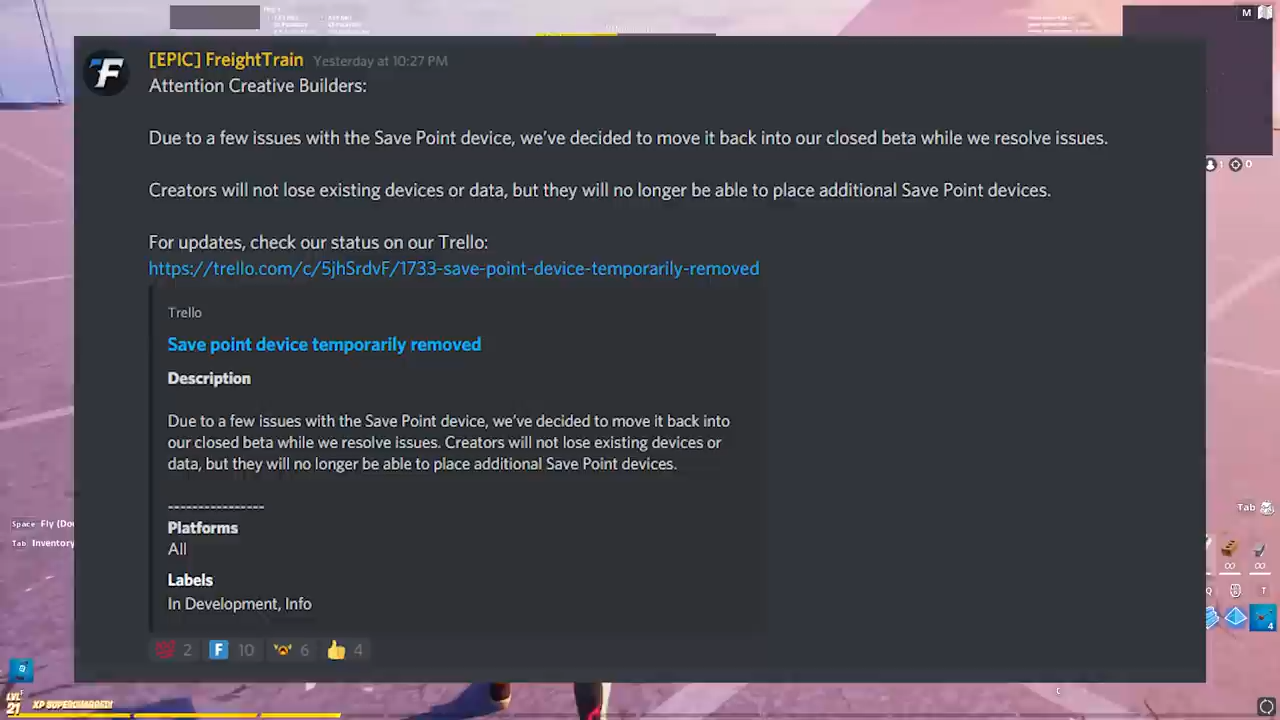 M
[EPIC] FreightTrain Yesterday at 10:27 PM
Attention Creative Builders:
Due to a few issues with the Save Point device, we've decided to move it back into our closed beta while we resolve issues.
Creators will not lose existing devices or data, but they will no longer be able to place additional Save Point devices.
1 0
For updates, check our status on our Trello:
https://trello.com/c/5jhSrdvF/1733-save-point-device-temporarily-removed
Trello
Save point device temporarily removed
Description
Due to a few issues with the Save Point device, we've decided to move it back into
our closed beta while we resolve issues. Creators will not lose existing devices or
data, but they will no longer be able to place additional Save Point devices.
----------------
Platforms
All
Labels
In Development, Info
💯 2 F 10 6 👍 4
Space Fly (Do
Tab Inventory
Tab
∞ ∞
Q T
4
LVL
21 XP SUPERCHARGED!